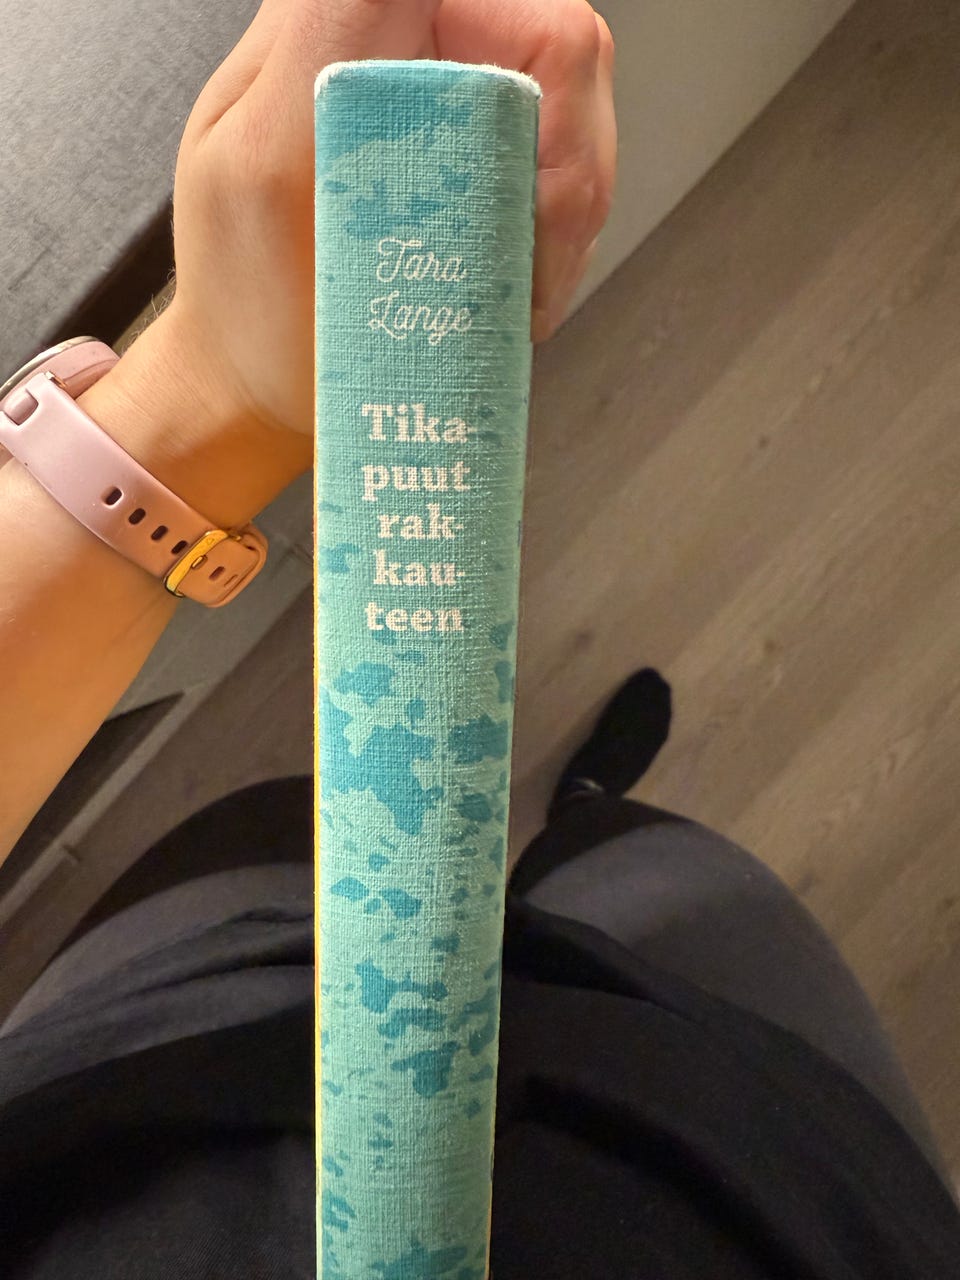 Tara
Lange
Tika-
puut
rak-
kau-
teen